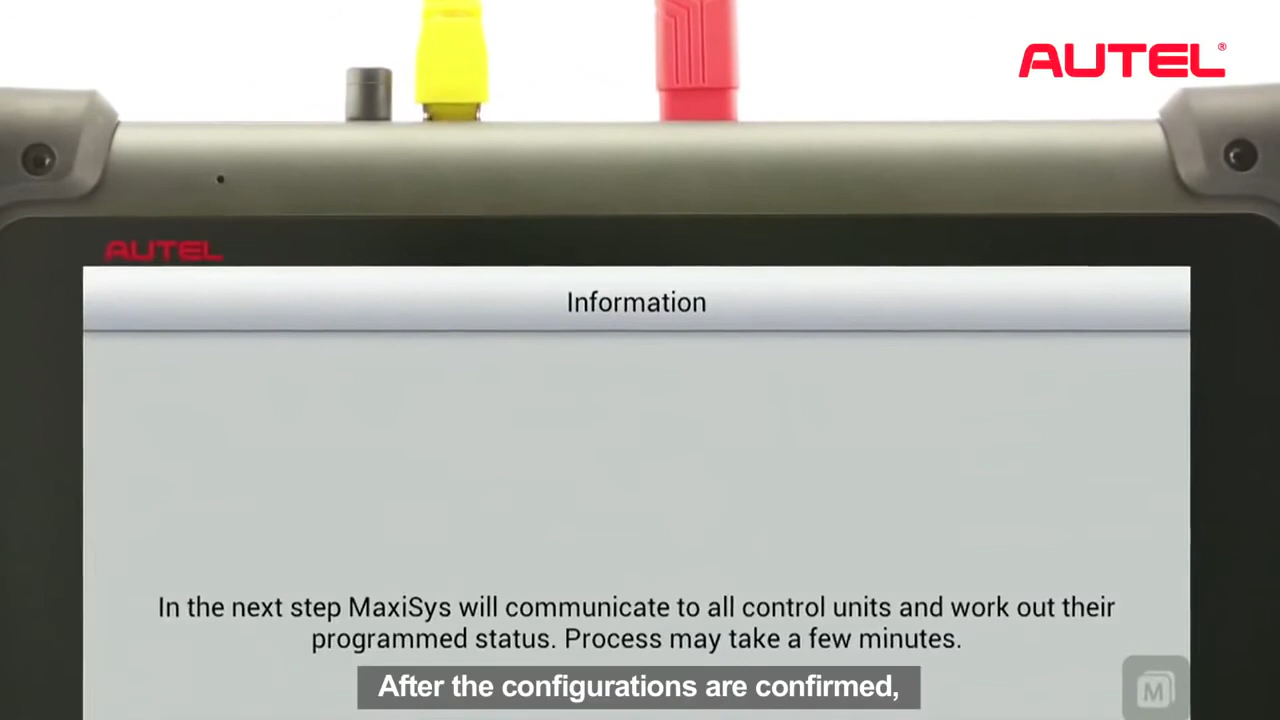 AUTEL®
AUTEL
Information
In the next step MaxiSys will communicate to all control units and work out their
programmed status. Process may take a few minutes.
After the configurations are confirmed,
M